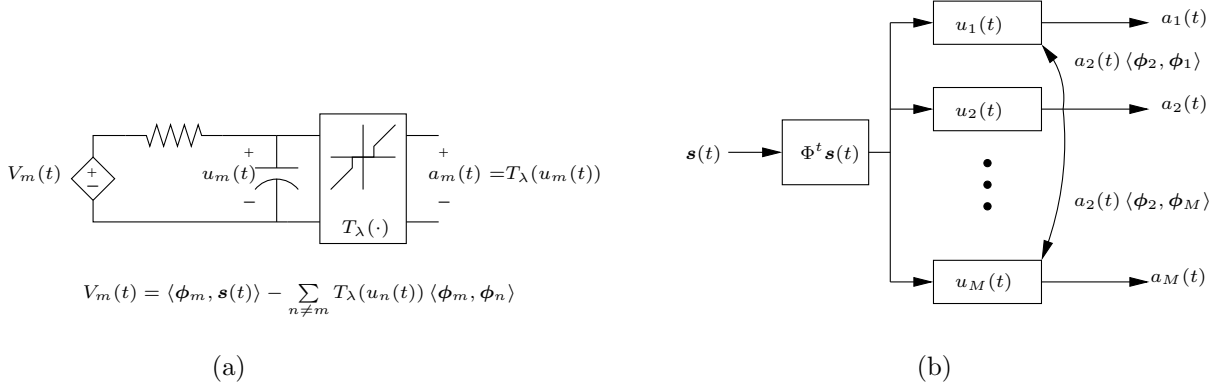 V_m(t)
+
−
+
u_m(t)
−
T_λ(·)
+
a_m(t) = T_λ(u_m(t))
−
V_m(t) = ⟨ϕ_m, s(t)⟩ − ∑_{n≠m} T_λ(u_n(t)) ⟨ϕ_m, ϕ_n⟩
(a)
s(t)
Φ^t s(t)
u_1(t)
a_1(t)
a_2(t) ⟨ϕ_2, ϕ_1⟩
u_2(t)
a_2(t)
a_2(t) ⟨ϕ_2, ϕ_M⟩
u_M(t)
a_M(t)
(b)